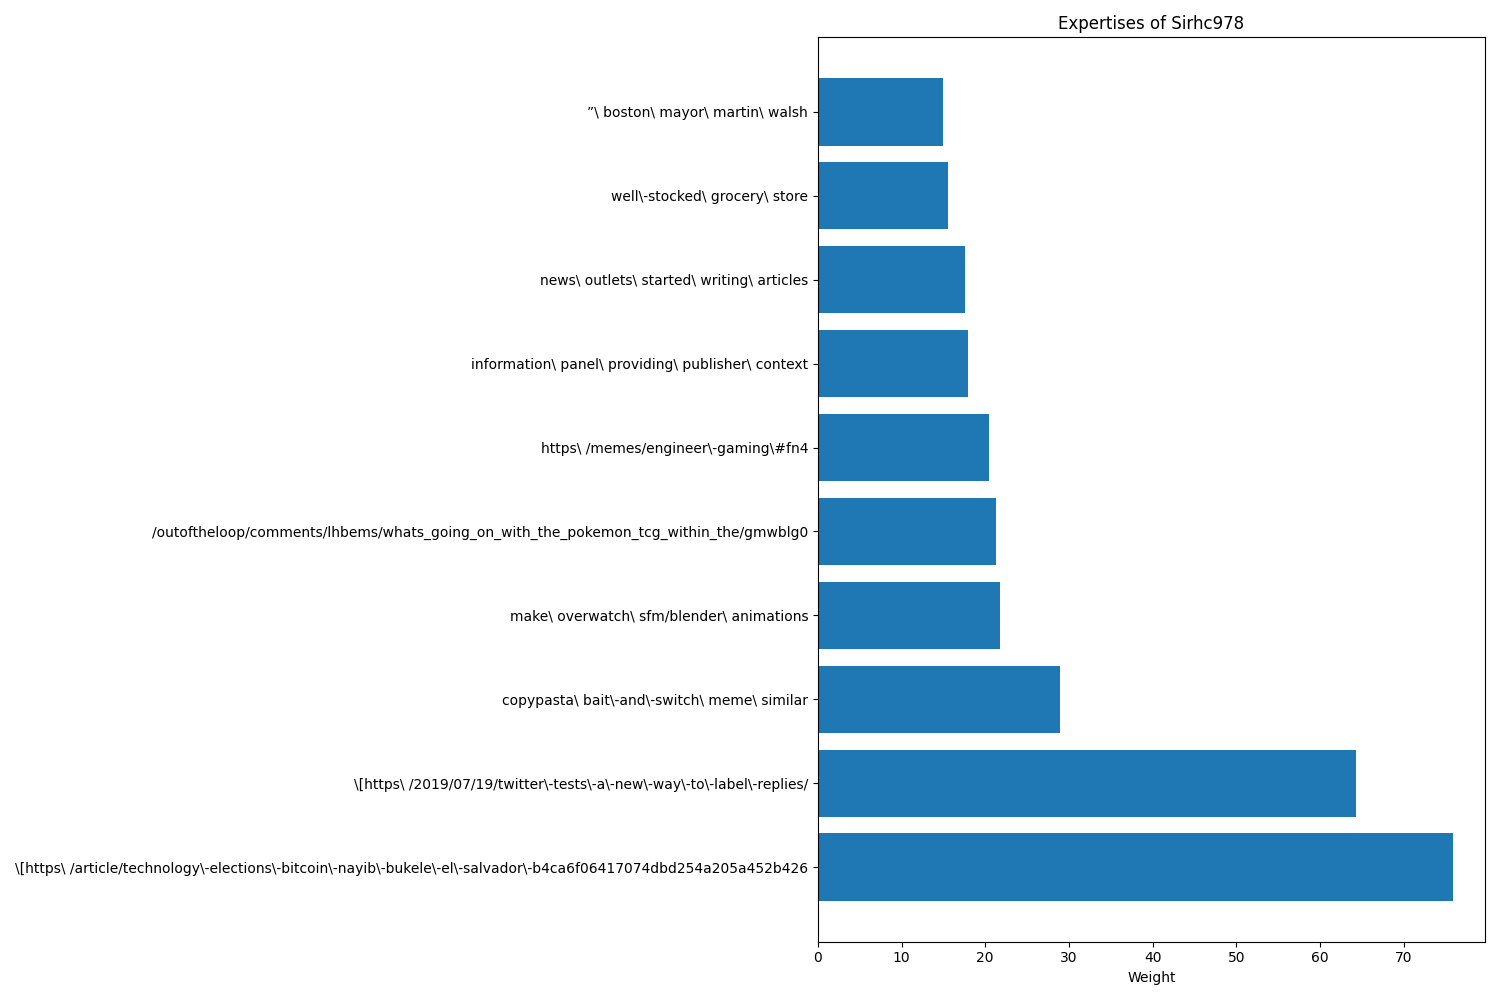 Expertises of Sirhc978
”\ boston\ mayor\ martin\ walsh
well\-stocked\ grocery\ store
news\ outlets\ started\ writing\ articles
information\ panel\ providing\ publisher\ context
https\ /memes/engineer\-gaming\#fn4
/outoftheloop/comments/lhbems/whats_going_on_with_the_pokemon_tcg_within_the/gmwblg0
make\ overwatch\ sfm/blender\ animations
copypasta\ bait\-and\-switch\ meme\ similar
\[https\ /2019/07/19/twitter\-tests\-a\-new\-way\-to\-label\-replies/
\[https\ /article/technology\-elections\-bitcoin\-nayib\-bukele\-el\-salvador\-b4ca6f06417074dbd254a205a452b426
0 10 20 30 40 50 60 70
Weight